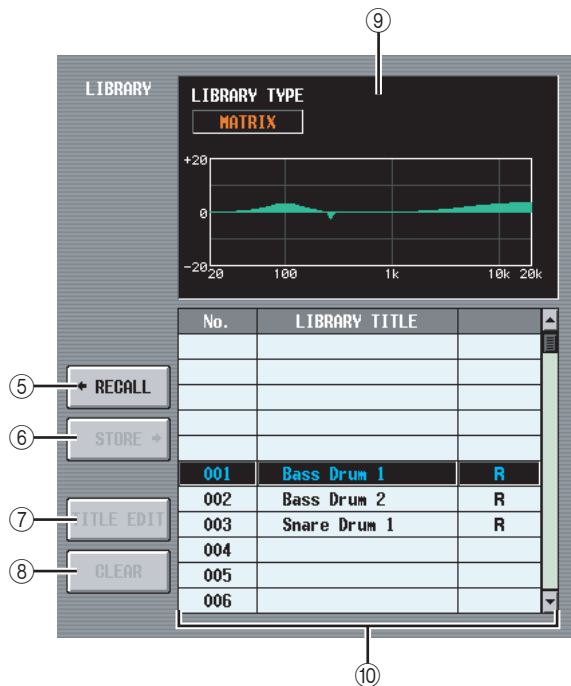 ⑨
LIBRARY
LIBRARY TYPE
MATRIX
+20
0
-20
20 100 1k 10k 20k
No. LIBRARY TITLE
⑤ RECALL
⑥ STORE
001 Bass Drum 1 R
⑦ TITLE EDIT
002 Bass Drum 2 R
003 Snare Drum 1 R
004
⑧ CLEAR
005
006
⑩